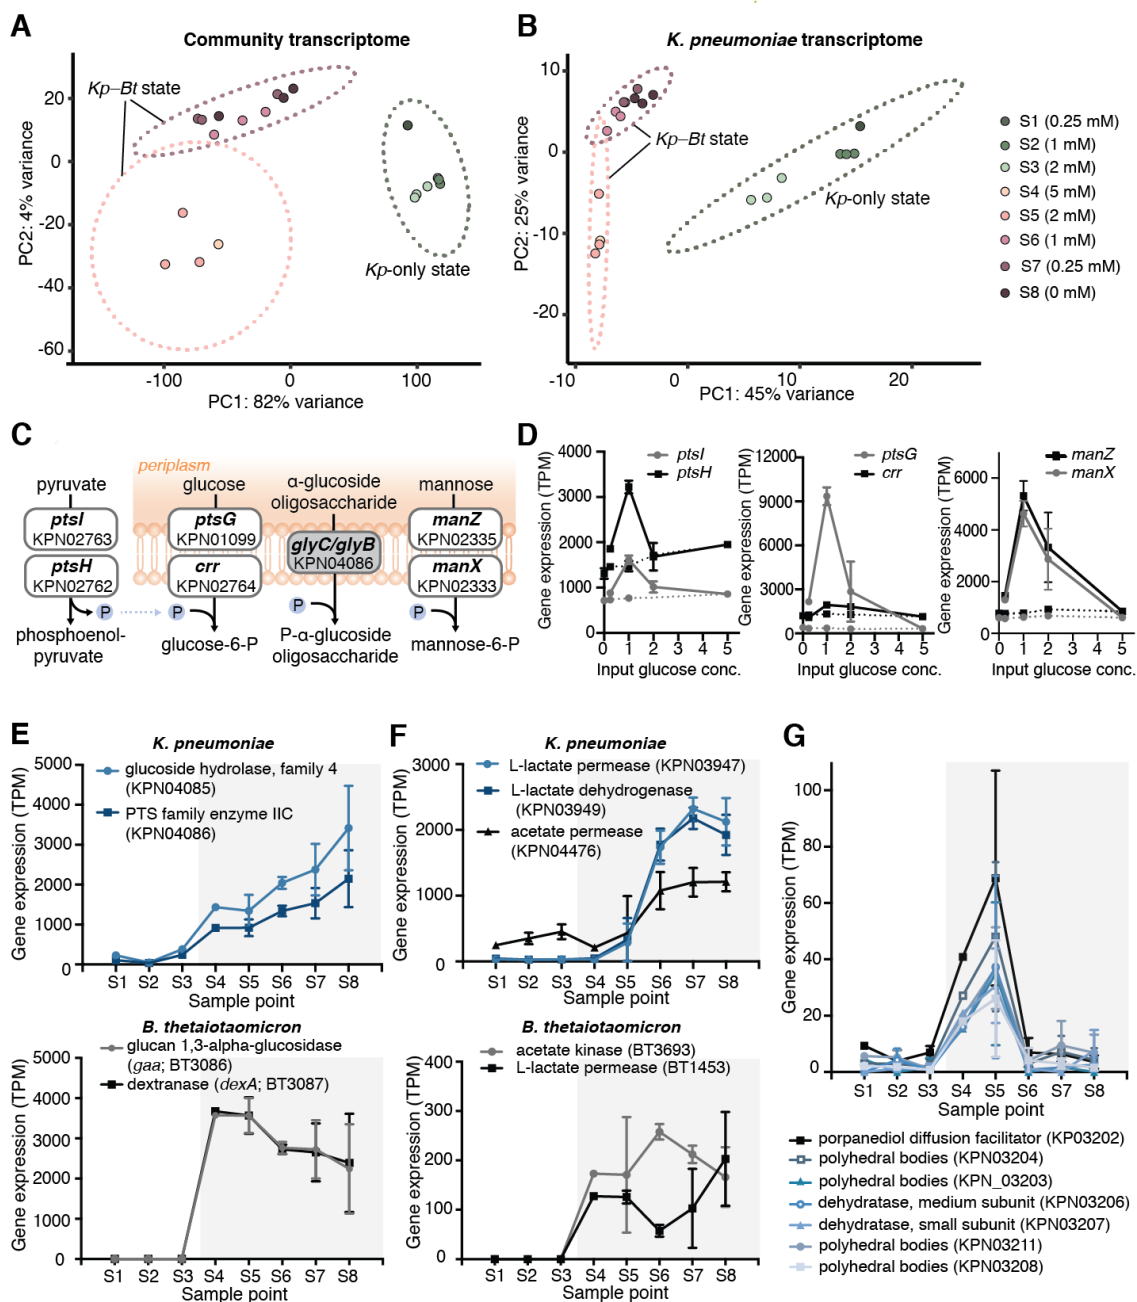 A
Community transcriptome
Kp–Bt state
Kp-only state
PC2: 4% variance
20
0
-20
-40
-60
-100
0
100
PC1: 82% variance
B
K. pneumoniae transcriptome
Kp–Bt state
Kp-only state
PC2: 25% variance
10
0
-10
-20
-10
0
10
20
PC1: 45% variance
S1 (0.25 mM)
S2 (1 mM)
S3 (2 mM)
S4 (5 mM)
S5 (2 mM)
S6 (1 mM)
S7 (0.25 mM)
S8 (0 mM)
C
periplasm
pyruvate
glucose
α-glucoside
oligosaccharide
mannose
ptsI
KPN02763
ptsH
KPN02762
ptsG
KPN01099
crr
KPN02764
glyC/glyB
KPN04086
manZ
KPN02335
manX
KPN02333
P
P
P
P
phosphoenol-
pyruvate
glucose-6-P
P-α-glucoside
oligosaccharide
mannose-6-P
D
Gene expression (TPM)
4000
3000
2000
1000
0
ptsI
ptsH
0 1 2 3 4 5
Input glucose conc.
Gene expression (TPM)
12000
9000
6000
3000
0
ptsG
crr
0 1 2 3 4 5
Input glucose conc.
Gene expression (TPM)
6000
4000
2000
0
manZ
manX
0 1 2 3 4 5
Input glucose conc.
E
K. pneumoniae
Gene expression (TPM)
5000
4000
3000
2000
1000
0
glucoside hydrolase, family 4
(KPN04085)
PTS family enzyme IIC
(KPN04086)
S1 S2 S3 S4 S5 S6 S7 S8
Sample point
B. thetaiotaomicron
Gene expression (TPM)
5000
4000
3000
2000
1000
0
glucan 1,3-alpha-glucosidase
(gaa; BT3086)
dextranase (dexA; BT3087)
S1 S2 S3 S4 S5 S6 S7 S8
Sample point
F
K. pneumoniae
Gene expression (TPM)
3000
2000
1000
0
L-lactate permease (KPN03947)
L-lactate dehydrogenase
(KPN03949)
acetate permease
(KPN04476)
S1 S2 S3 S4 S5 S6 S7 S8
Sample point
B. thetaiotaomicron
Gene expression (TPM)
400
300
200
100
0
acetate kinase (BT3693)
L-lactate permease (BT1453)
S1 S2 S3 S4 S5 S6 S7 S8
Sample point
G
Gene expression (TPM)
100
80
60
40
20
0
S1 S2 S3 S4 S5 S6 S7 S8
Sample point
porpanediol diffusion facilitator (KP03202)
polyhedral bodies (KPN03204)
polyhedral bodies (KPN_03203)
dehydratase, medium subunit (KPN03206)
dehydratase, small subunit (KPN03207)
polyhedral bodies (KPN03211)
polyhedral bodies (KPN03208)